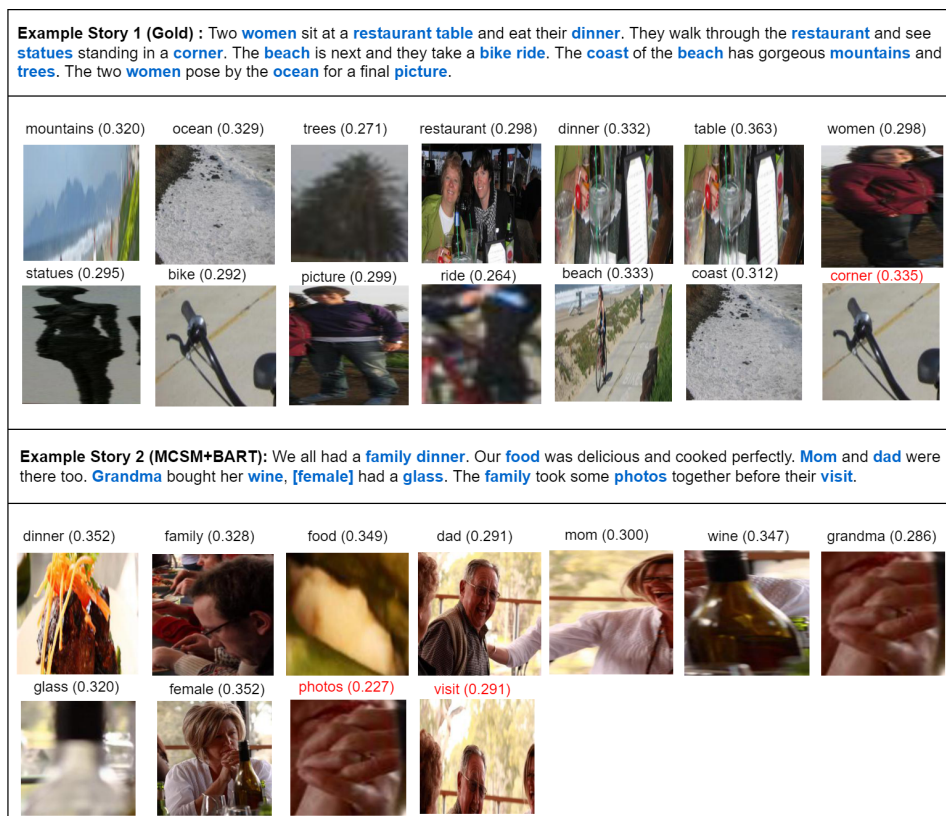 Example Story 1 (Gold) : Two women sit at a restaurant table and eat their dinner. They walk through the restaurant and see
statues standing in a corner. The beach is next and they take a bike ride. The coast of the beach has gorgeous mountains and
trees. The two women pose by the ocean for a final picture.
mountains (0.320) ocean (0.329) trees (0.271) restaurant (0.298) dinner (0.332) table (0.363) women (0.298)
statues (0.295) bike (0.292) picture (0.299) ride (0.264) beach (0.333) coast (0.312) corner (0.335)
Example Story 2 (MCSM+BART): We all had a family dinner. Our food was delicious and cooked perfectly. Mom and dad were
there too. Grandma bought her wine, [female] had a glass. The family took some photos together before their visit.
dinner (0.352) family (0.328) food (0.349) dad (0.291) mom (0.300) wine (0.347) grandma (0.286)
glass (0.320) female (0.352) photos (0.227) visit (0.291)